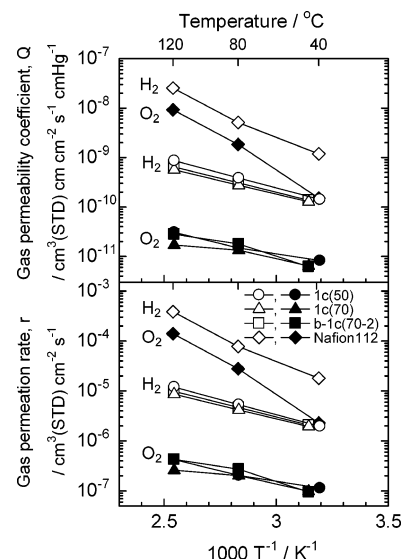 Temperature / °C
120 80 40
Gas permeability coefficient, Q
/ cm³(STD) cm cm⁻² s⁻¹ cmHg⁻¹
10⁻⁷
10⁻⁸
10⁻⁹
10⁻¹⁰
10⁻¹¹
H₂
O₂
H₂
O₂
Gas permeation rate, r
/ cm³(STD) cm⁻² s⁻¹
10⁻³
10⁻⁴
10⁻⁵
10⁻⁶
10⁻⁷
H₂
O₂
H₂
O₂
, 1c(50)
, 1c(70)
, b-1c(70-2)
, Nafion112
2.5 3 3.5
1000 T⁻¹ / K⁻¹